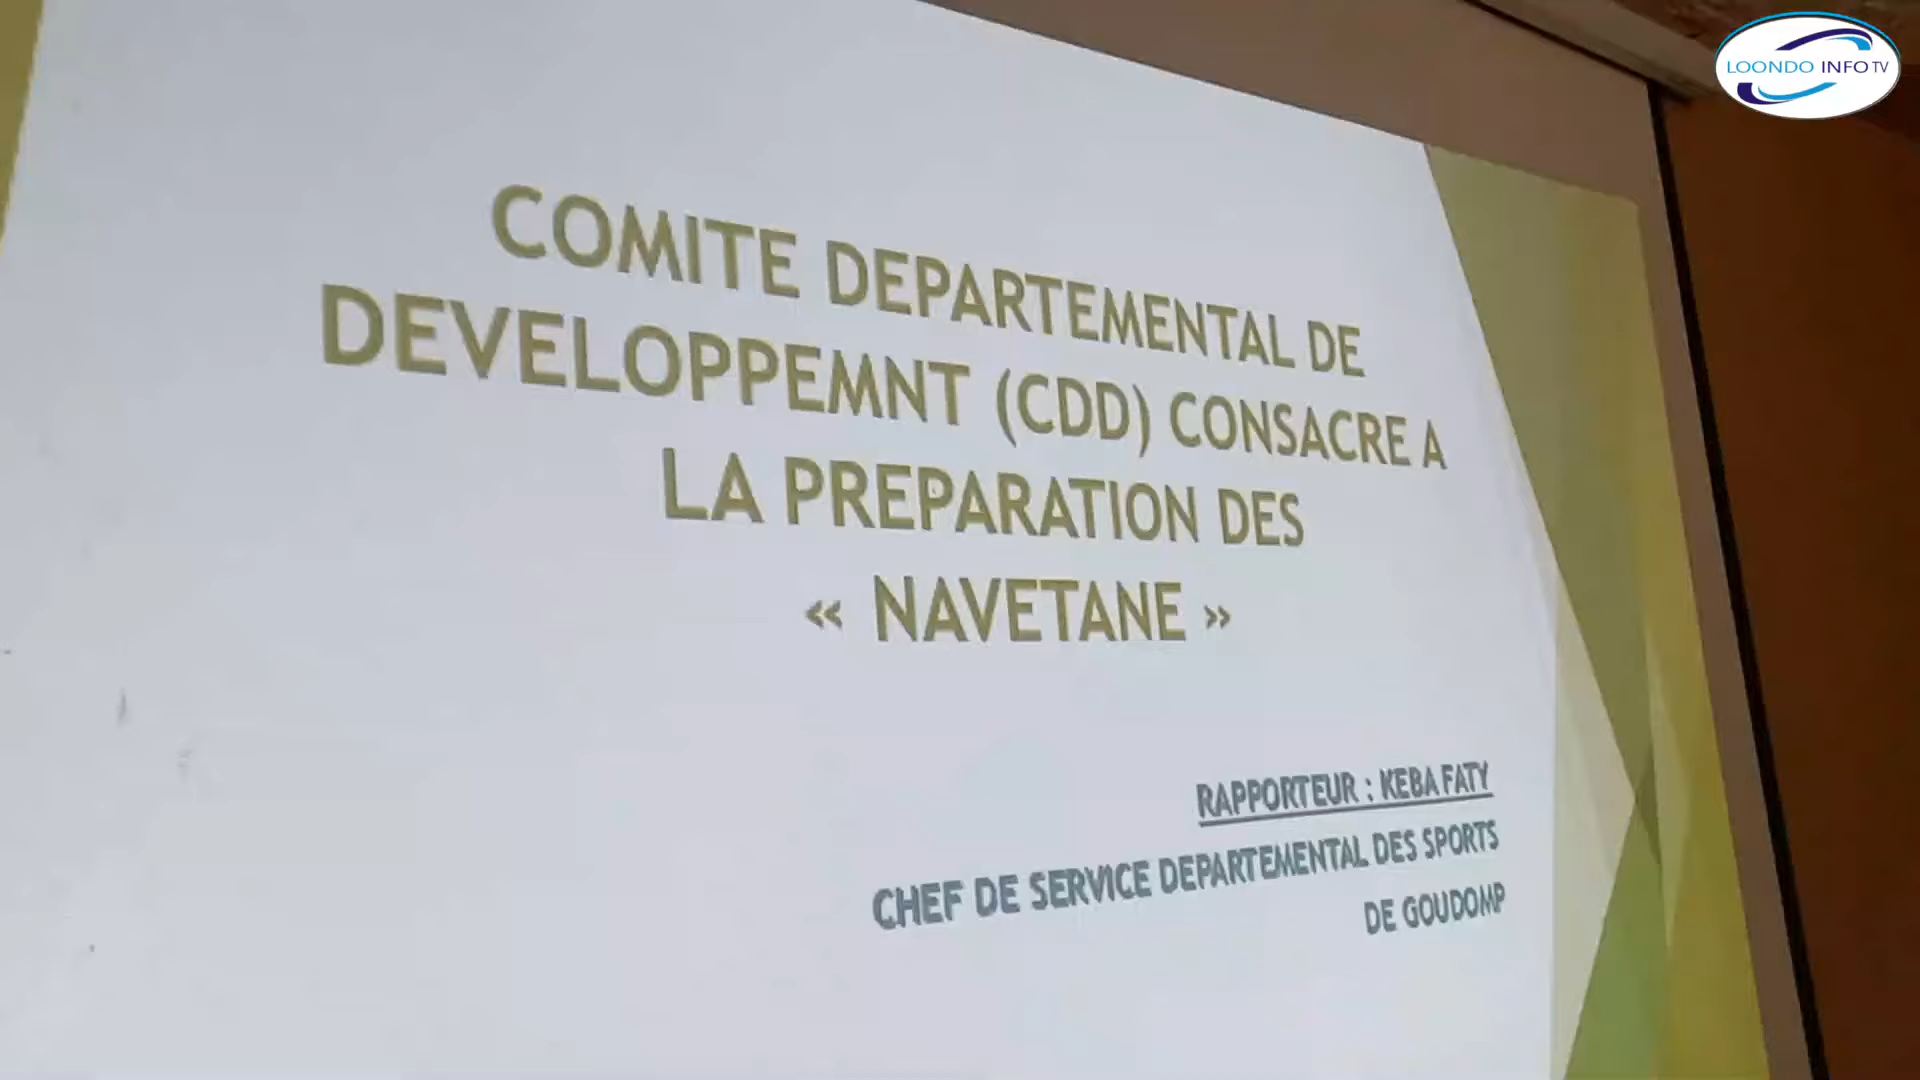 LOONDO INFO TV
COMITE DEPARTEMENTAL DE
DEVELOPPEMNT (CDD) CONSACRE A
LA PREPARATION DES
« NAVETANE »
RAPPORTEUR : KEBA FATY
CHEF DE SERVICE DEPARTEMENTAL DES SPORTS
DE GOUDOMP